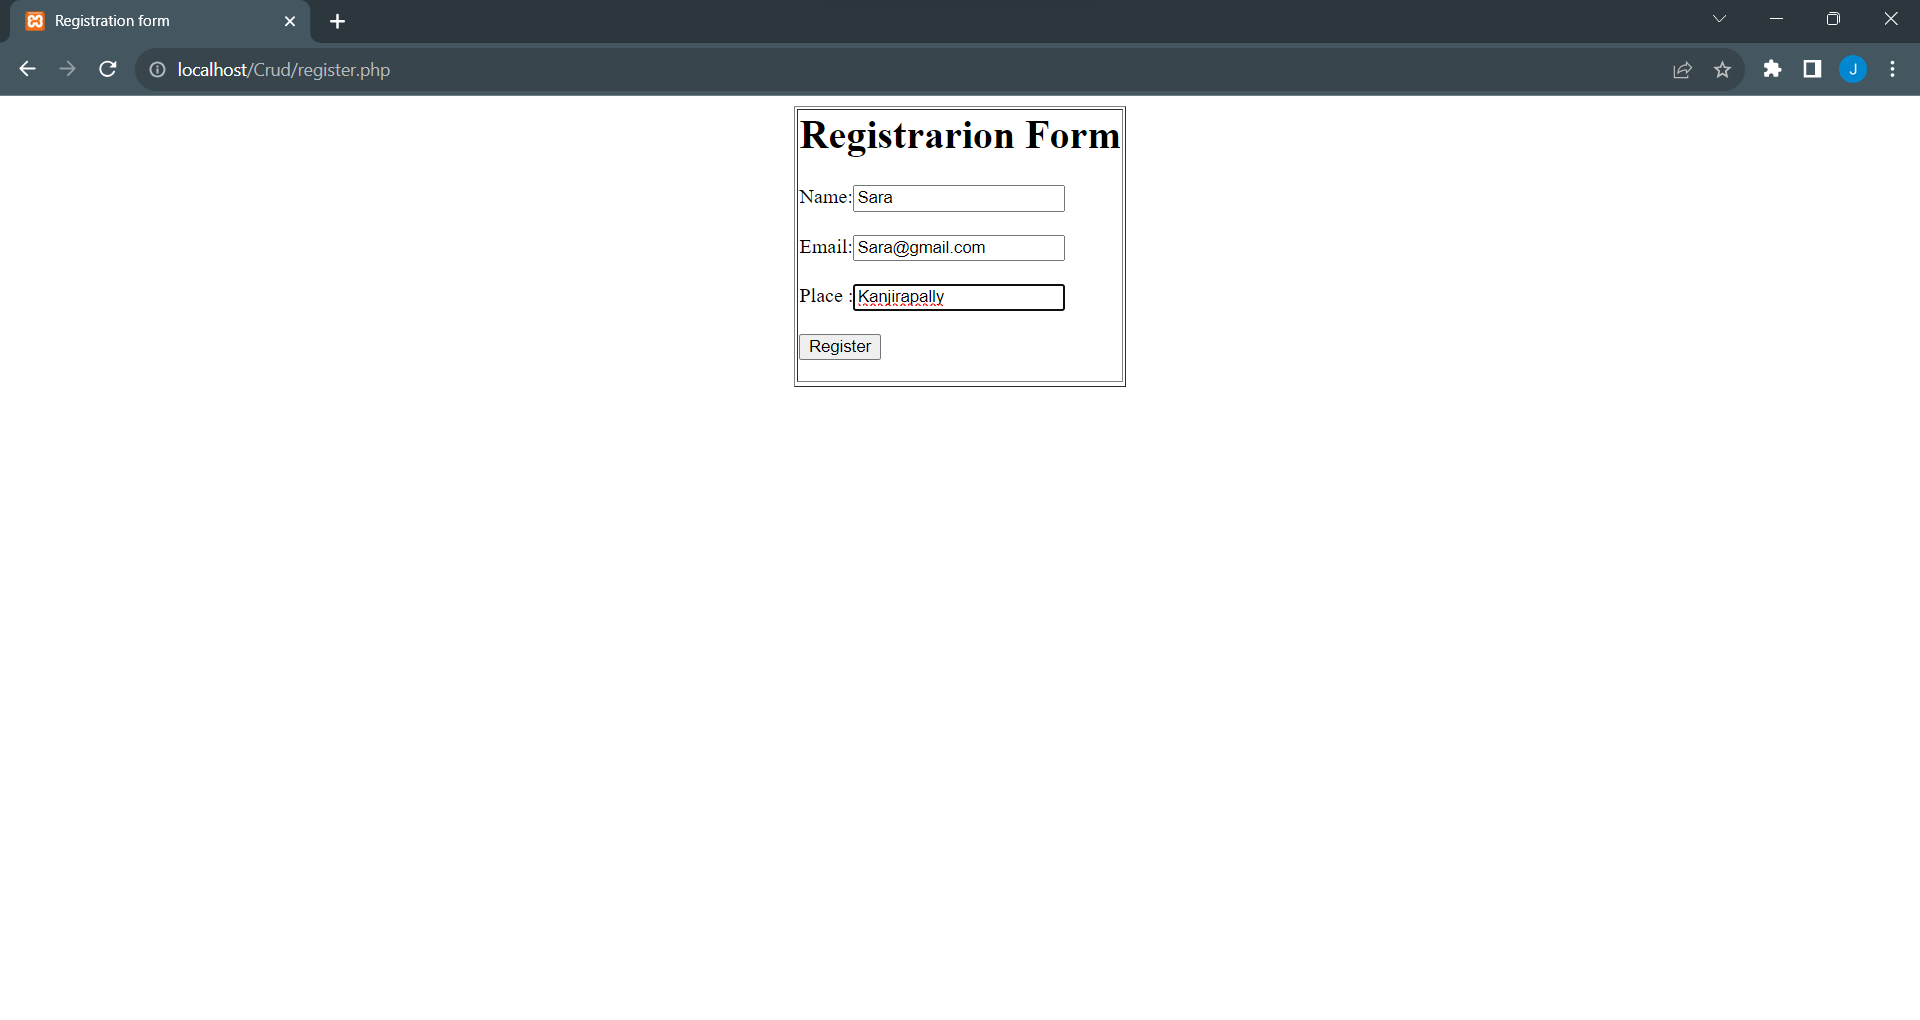 Registration form
localhost/Crud/register.php
J
Registrarion Form
Name: Sara
Email: Sara@gmail.com
Place : Kanjirapally
Register